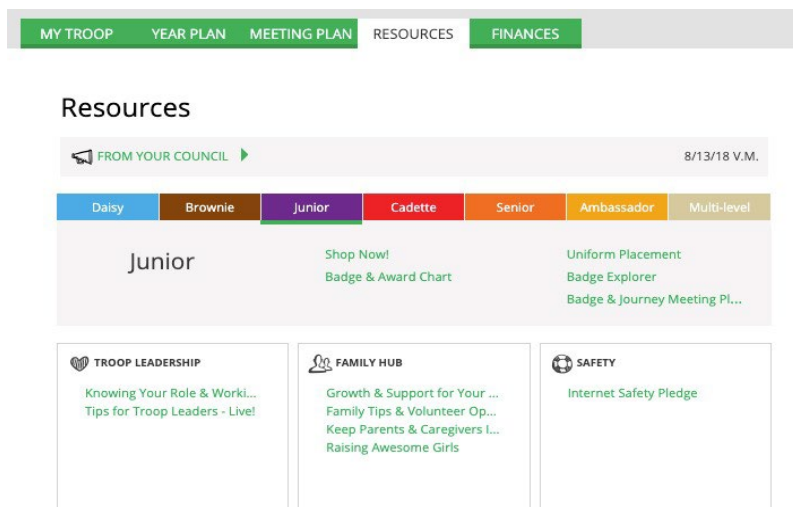 MY TROOP YEAR PLAN MEETING PLAN RESOURCES FINANCES
Resources
FROM YOUR COUNCIL 8/13/18 V.M.
Daisy Brownie Junior Cadette Senior Ambassador Multi-level
Junior
Shop Now!
Badge & Award Chart
Uniform Placement
Badge Explorer
Badge & Journey Meeting Pl...
TROOP LEADERSHIP
Knowing Your Role & Worki...
Tips for Troop Leaders - Live!
FAMILY HUB
Growth & Support for Your ...
Family Tips & Volunteer Op...
Keep Parents & Caregivers I...
Raising Awesome Girls
SAFETY
Internet Safety Pledge